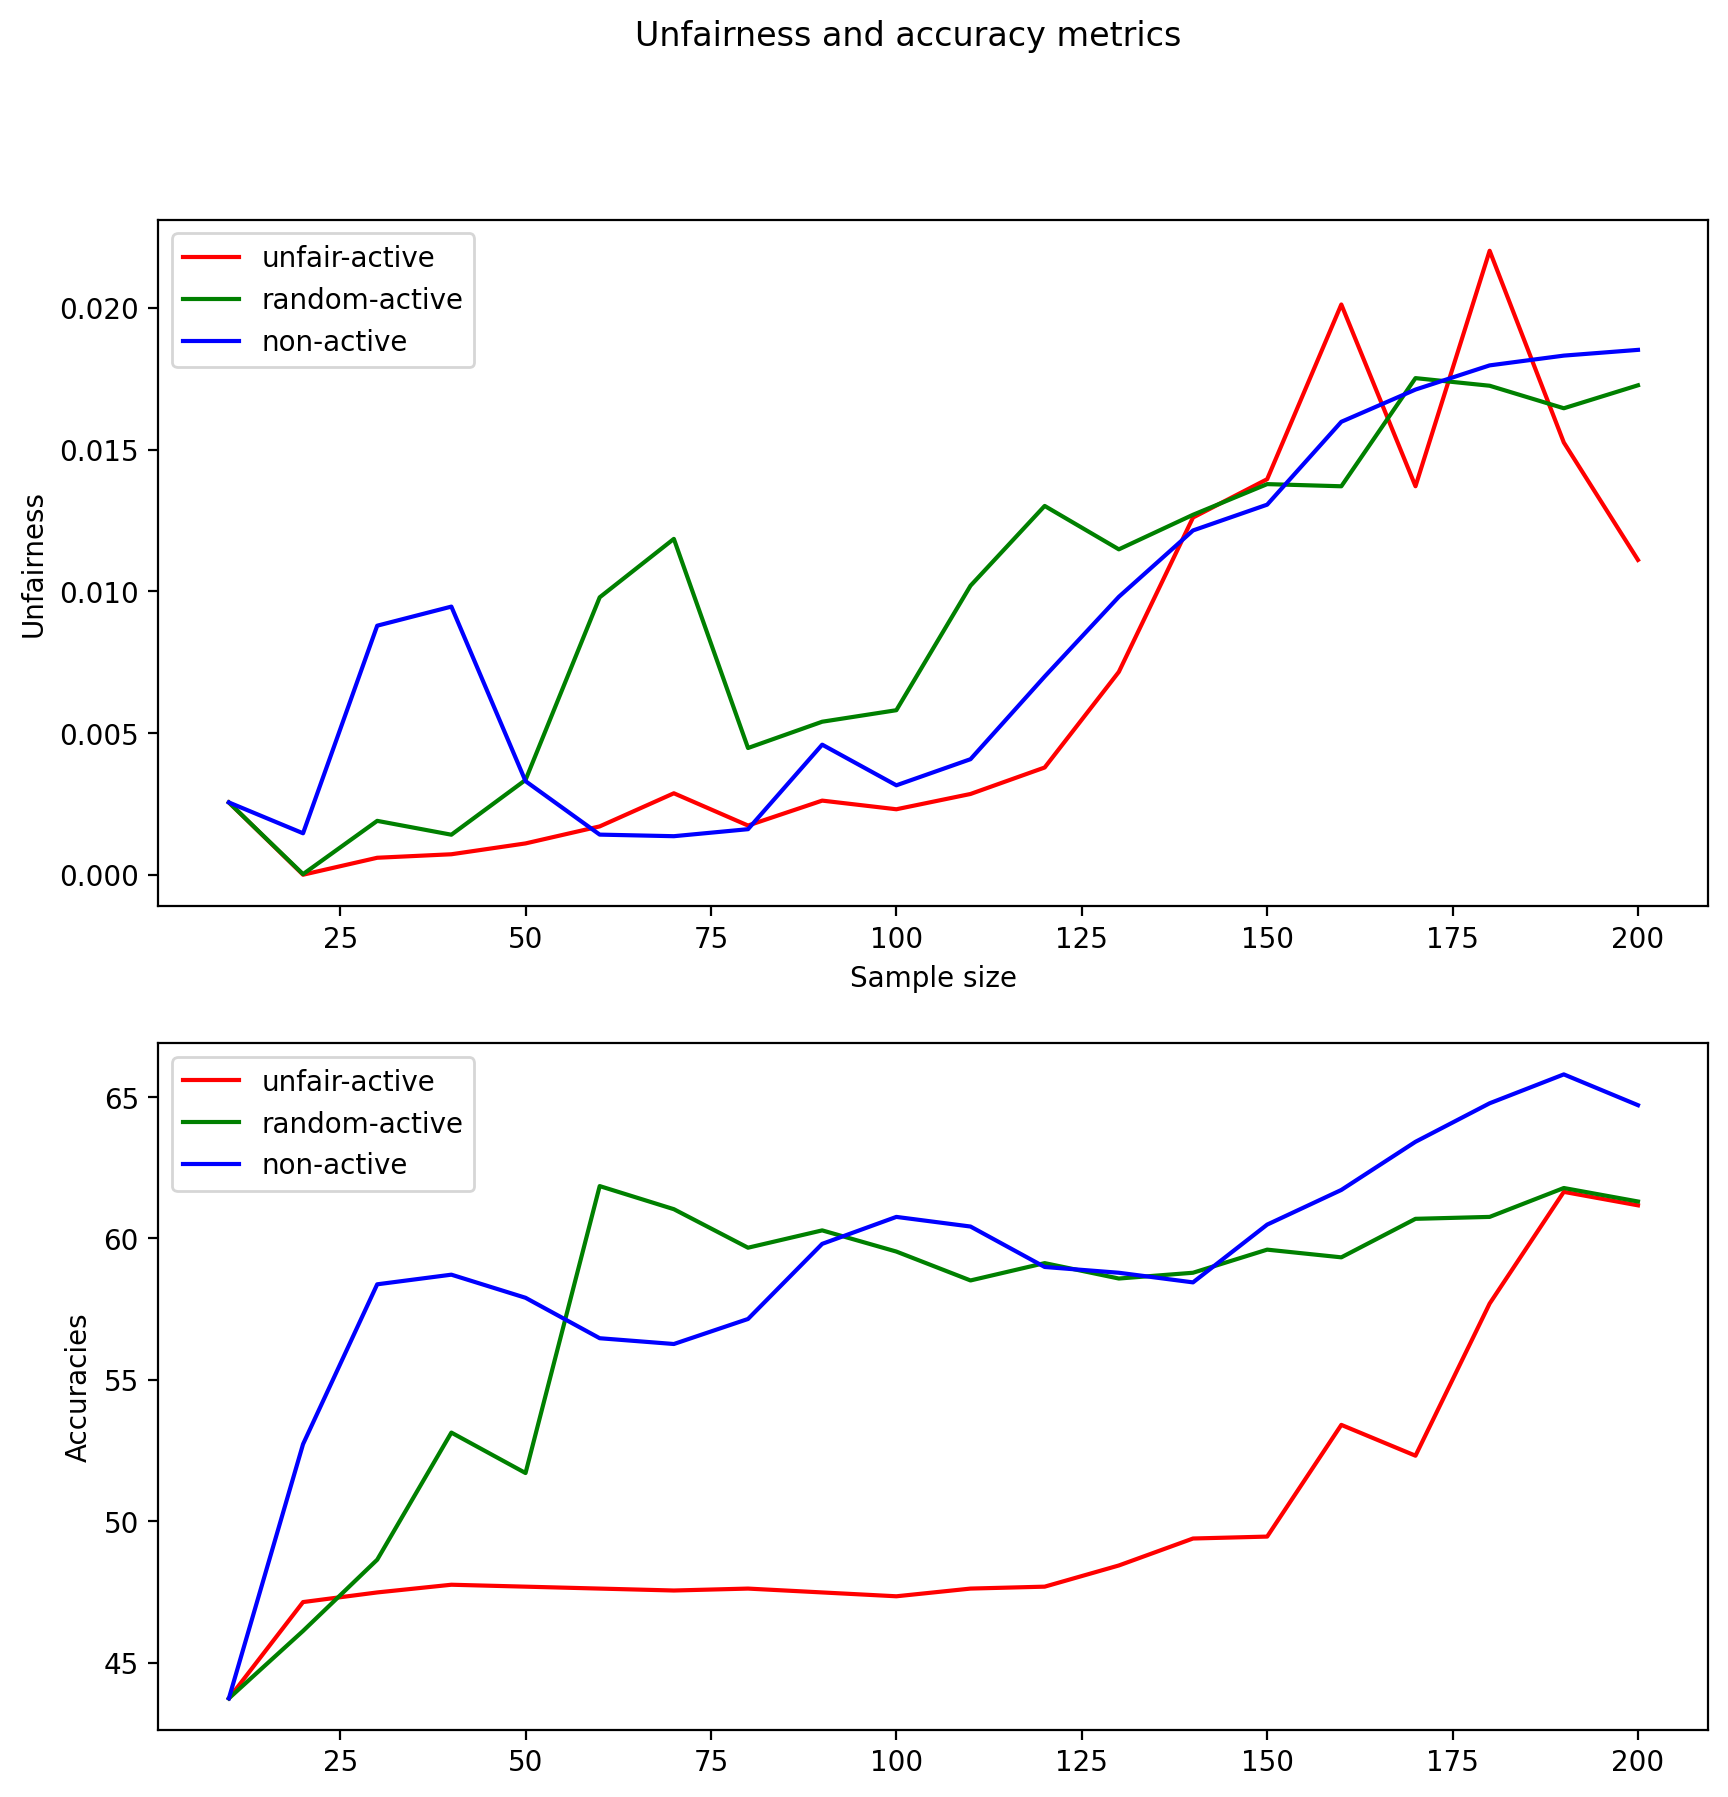 Unfairness and accuracy metrics
unfair-active
random-active
non-active
0.020
0.015
0.010
0.005
0.000
Unfairness
25 50 75 100 125 150 175 200
Sample size
unfair-active
random-active
non-active
65
60
55
50
45
Accuracies
25 50 75 100 125 150 175 200